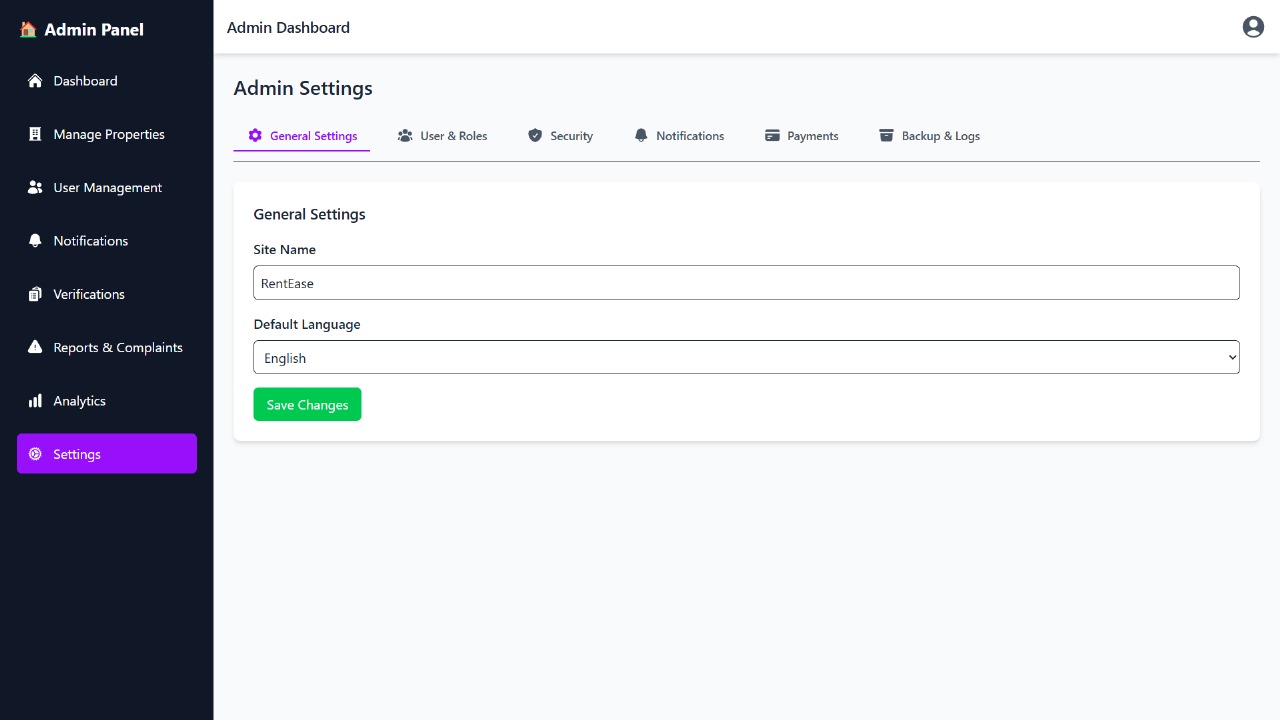 Admin Panel
Dashboard
Manage Properties
User Management
Notifications
Verifications
Reports & Complaints
Analytics
Settings
Admin Dashboard
Admin Settings
General Settings
User & Roles
Security
Notifications
Payments
Backup & Logs
General Settings
Site Name
RentEase
Default Language
English
Save Changes